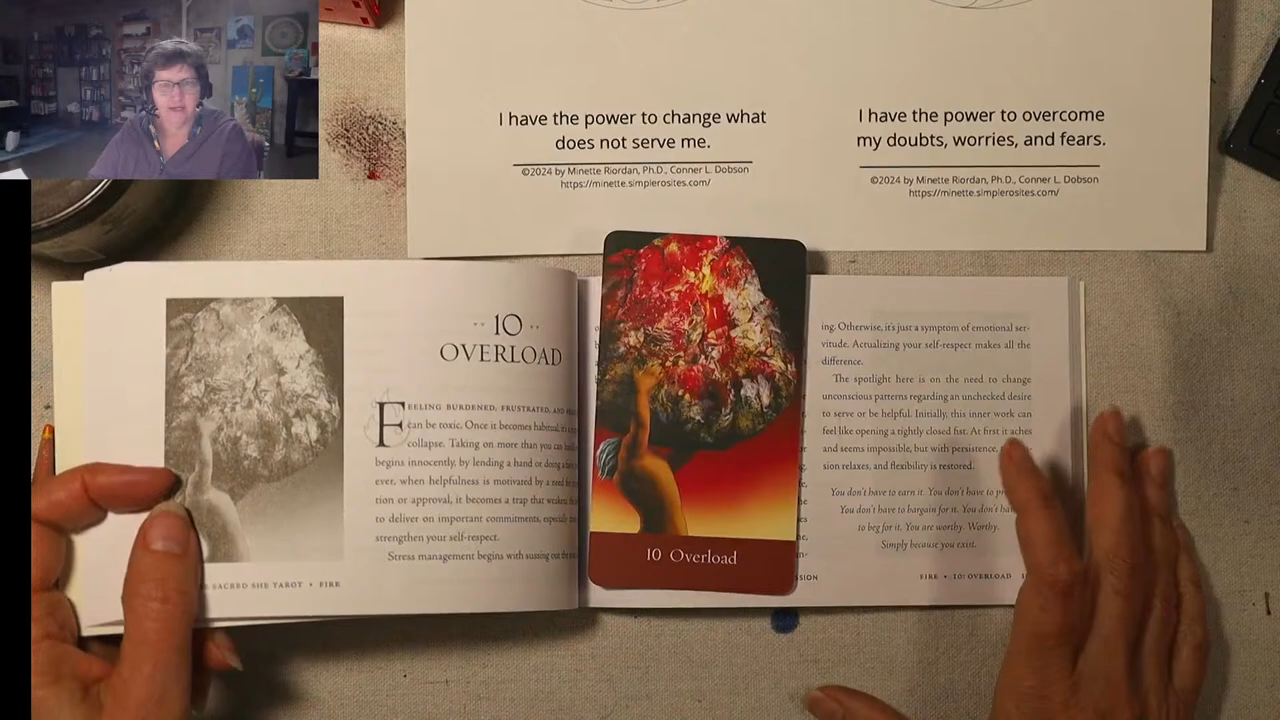 I have the power to change what
does not serve me.
©2024 by Minette Riordan, Ph.D., Conner L. Dobson
https://minette.simplerosites.com/
I have the power to overcome
my doubts, worries, and fears.
©2024 by Minette Riordan, Ph.D., Conner L. Dobson
https://minette.simplerosites.com/
10
OVERLOAD
FEELING BURDENED, FRUSTRATED, AND
can be toxic. Once it becomes habitual,
collapse. Taking on more than you can
begins innocently, by lending a hand or doing a
ever, when helpfulness is motivated by a need
tion or approval, it becomes a trap that
to deliver on important commitments, especially
strengthen your self-respect.
Stress management begins with sussing out the
SACRED SHE TAROT • FIRE
10 Overload
ing. Otherwise, it's just a symptom of emotional ser-
vitude. Actualizing your self-respect makes all the
difference.
The spotlight here is on the need to change
unconscious patterns regarding an unchecked desire
to serve or be helpful. Initially, this inner work can
feel like opening a tightly closed fist. At first it aches
and seems impossible, but with persistence,
sion relaxes, and flexibility is restored.
You don't have to earn it. You don't have to
You don't have to bargain for it. You don't
to beg for it. You are worthy. Worthy.
Simply because you exist.
FIRE • 10: OVERLOAD